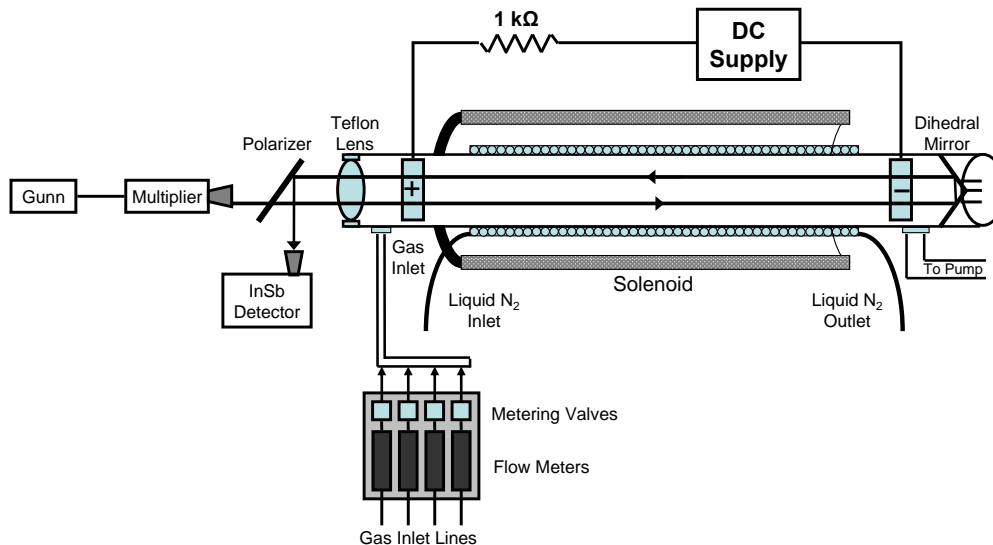 1 kΩ
DC
Supply
Teflon
Lens
Polarizer
Dihedral
Mirror
Gunn
Multiplier
+
−
Gas
Inlet
To Pump
InSb
Detector
Solenoid
Liquid N₂
Inlet
Liquid N₂
Outlet
Metering Valves
Flow Meters
Gas Inlet Lines